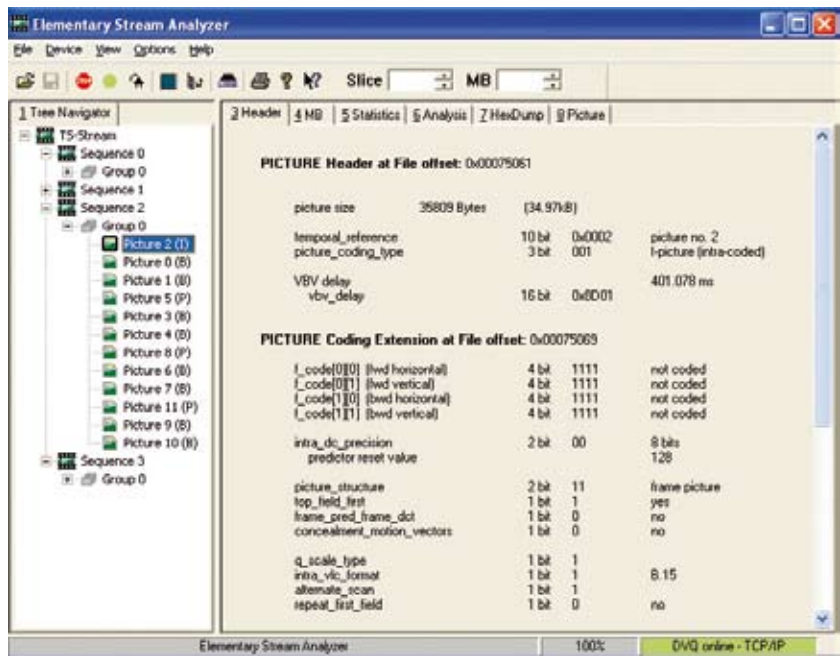 Elementary Stream Analyzer
File Device View Options Help
Slice MB
1 Tree Navigator
3 Header 4 MB 5 Statistics 6 Analysis 7 HexDump 8 Picture
TS-Stream
Sequence 0
Group 0
Sequence 1
Sequence 2
Group 0
Picture 2 (I)
Picture 0 (B)
Picture 1 (B)
Picture 5 (P)
Picture 3 (B)
Picture 4 (B)
Picture 8 (P)
Picture 6 (B)
Picture 7 (B)
Picture 11 (P)
Picture 9 (B)
Picture 10 (B)
Sequence 3
Group 0
PICTURE Header at File offset: 0x00075061
picture size 35809 Bytes (34.97kB)
temporal_reference 10 bit 0x0002 picture no. 2
picture_coding_type 3 bit 001 I-picture (intra-coded)
VBV delay 401.078 ms
vbv_delay 16 bit 0x8D01
PICTURE Coding Extension at File offset: 0x00075069
f_code[0][0] (fwd horizontal) 4 bit 1111 not coded
f_code[0][1] (fwd vertical) 4 bit 1111 not coded
f_code[1][0] (bwd horizontal) 4 bit 1111 not coded
f_code[1][1] (bwd vertical) 4 bit 1111 not coded
intra_dc_precision 2 bit 00 8 bits
predictor reset value 128
picture_structure 2 bit 11 frame picture
top_field_first 1 bit 1 yes
frame_pred_frame_dct 1 bit 0 no
concealment_motion_vectors 1 bit 0 no
q_scale_type 1 bit 1
intra_vlc_format 1 bit 1 B.15
alternate_scan 1 bit 1
repeat_first_field 1 bit 0 no
Elementary Stream Analyzer 100% DVQ online - TCP/IP